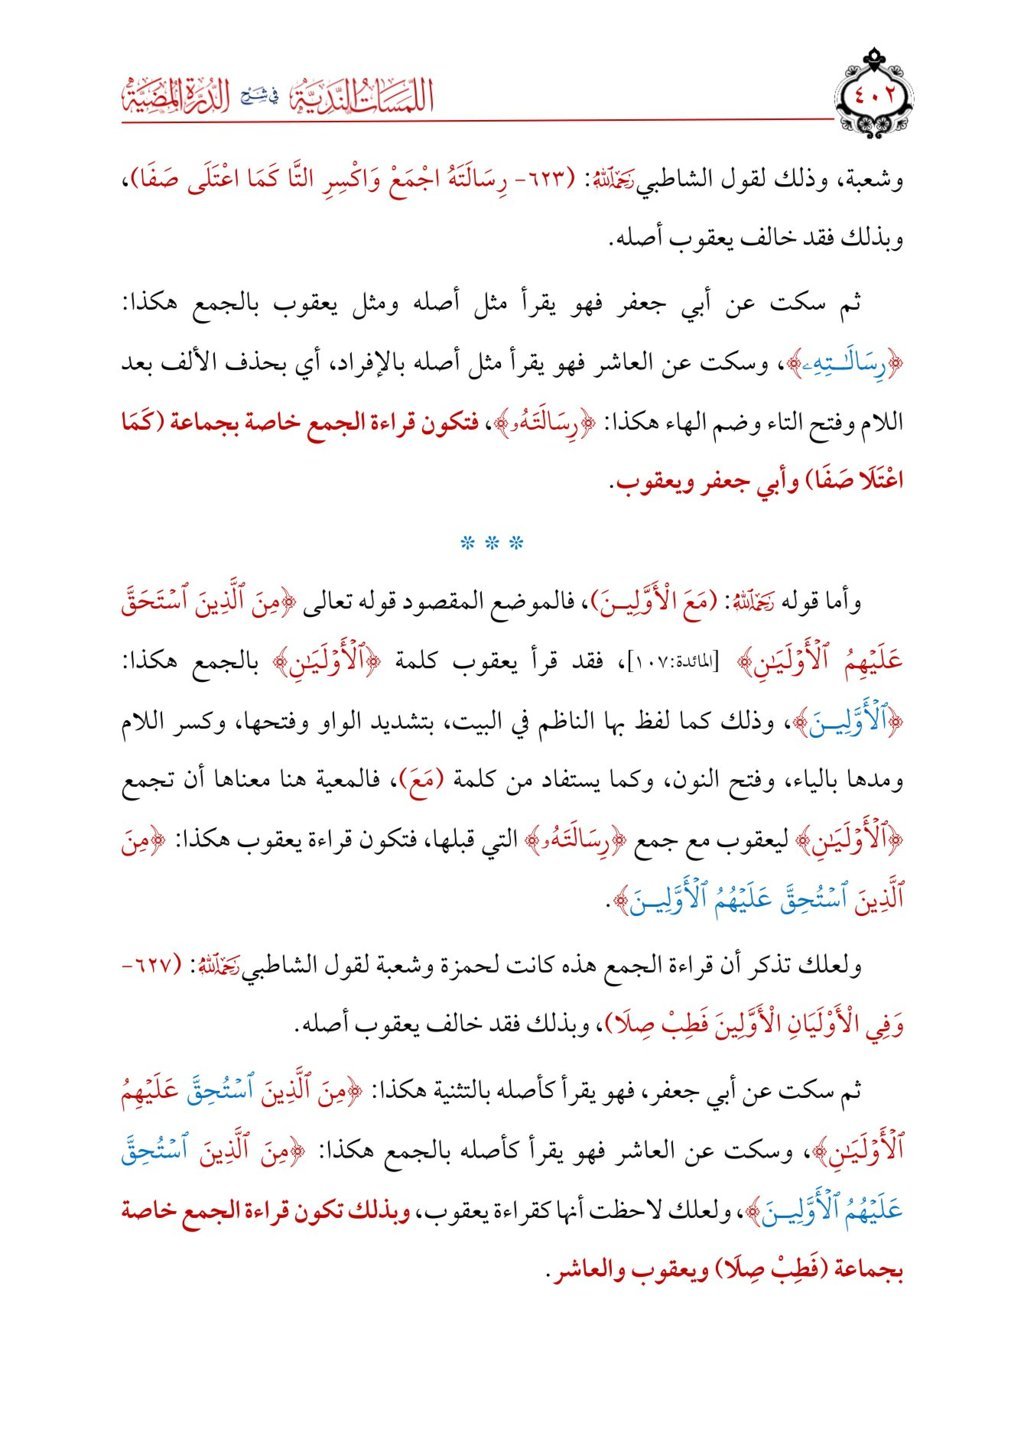 ٤٠٢
اللمسات الندية في شرح الدرة المضية
وشعبة، وذلك لقول الشاطبي رَحِمَهُ ٱللَّهُ: (٦٢٣- رِسَالَتَهُ اجْمَعْ وَاكْسِرِ التَّا كَمَا اعْتَلَى صَفَا)،
وبذلك فقد خالف يعقوب أصله.
ثم سكت عن أبي جعفر فهو يقرأ مثل أصله ومثل يعقوب بالجمع هكذا:
﴿رِسَالَـٰتِهِۦ﴾، وسكت عن العاشر فهو يقرأ مثل أصله بالإفراد، أي بحذف الألف بعد
اللام وفتح التاء وضم الهاء هكذا: ﴿رِسَالَتَهُۥ﴾، فتكون قراءة الجمع خاصة بجماعة (كَمَا
اعْتَلَا صَفَا) وأبي جعفر ويعقوب.
* * *
وأما قوله رَحِمَهُ ٱللَّهُ: (مَعَ الْأَوَّلِيـنَ)، فالموضع المقصود قوله تعالى ﴿مِنَ ٱلَّذِينَ ٱسْتَحَقَّ
عَلَيْهِمُ ٱلْأَوْلَيَـٰنِ﴾ [المائدة:١٠٧]، فقد قرأ يعقوب كلمة ﴿ٱلْأَوْلَيَـٰنِ﴾ بالجمع هكذا:
﴿ٱلْأَوَّلِيـنَ﴾، وذلك كما لفظ بها الناظم في البيت، بتشديد الواو وفتحها، وكسر اللام
ومدها بالياء، وفتح النون، وكما يستفاد من كلمة (مَعَ)، فالمعية هنا معناها أن تجمع
﴿ٱلْأَوْلَيَـٰنِ﴾ ليعقوب مع جمع ﴿رِسَالَتَهُۥ﴾ التي قبلها، فتكون قراءة يعقوب هكذا: ﴿مِنَ
ٱلَّذِينَ ٱسْتُحِقَّ عَلَيْهُمُ ٱلْأَوَّلِيـنَ﴾.
ولعلك تذكر أن قراءة الجمع هذه كانت لحمزة وشعبة لقول الشاطبي رَحِمَهُ ٱللَّهُ: (٦٢٧-
وَفِي الْأَوْلَيَانِ الْأَوَّلِينَ فَطِبْ صِلَا)، وبذلك فقد خالف يعقوب أصله.
ثم سكت عن أبي جعفر، فهو يقرأ كأصله بالتثنية هكذا: ﴿مِنَ ٱلَّذِينَ ٱسْتُحِقَّ عَلَيْهِمُ
ٱلْأَوْلَيَـٰنِ﴾، وسكت عن العاشر فهو يقرأ كأصله بالجمع هكذا: ﴿مِنَ ٱلَّذِينَ ٱسْتُحِقَّ
عَلَيْهُمُ ٱلْأَوَّلِيـنَ﴾، ولعلك لاحظت أنها كقراءة يعقوب، وبذلك تكون قراءة الجمع خاصة
بجماعة (فَطِبْ صِلَا) ويعقوب والعاشر.